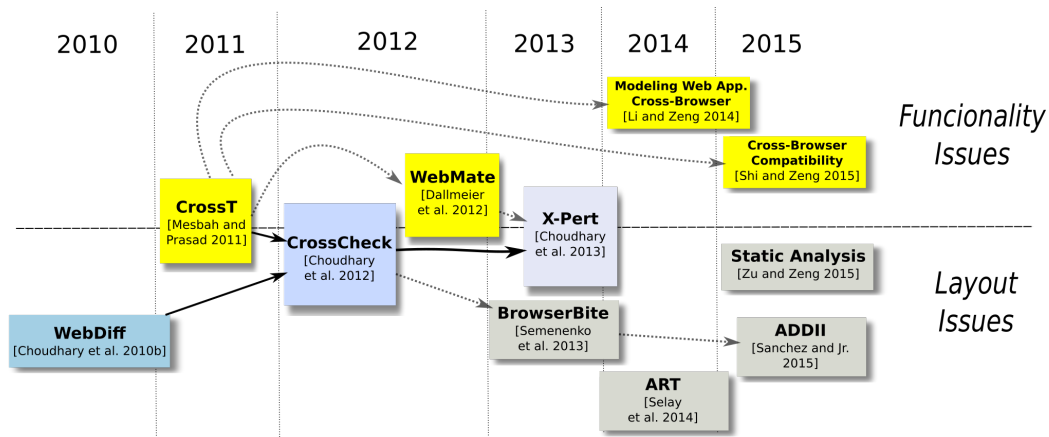 2010
2011
2012
2013
2014
2015
Modeling Web App.
Cross-Browser
[Li and Zeng 2014]
Funcionality
Issues
Cross-Browser
Compatibility
[Shi and Zeng 2015]
WebMate
[Dallmeier
et al. 2012]
CrossT
[Mesbah and
Prasad 2011]
X-Pert
[Choudhary
et al. 2013]
CrossCheck
[Choudhary
et al. 2012]
Static Analysis
[Zu and Zeng 2015]
Layout
Issues
WebDiff
[Choudhary et al. 2010b]
BrowserBite
[Semenenko
et al. 2013]
ADDII
[Sanchez and Jr.
2015]
ART
[Selay
et al. 2014]